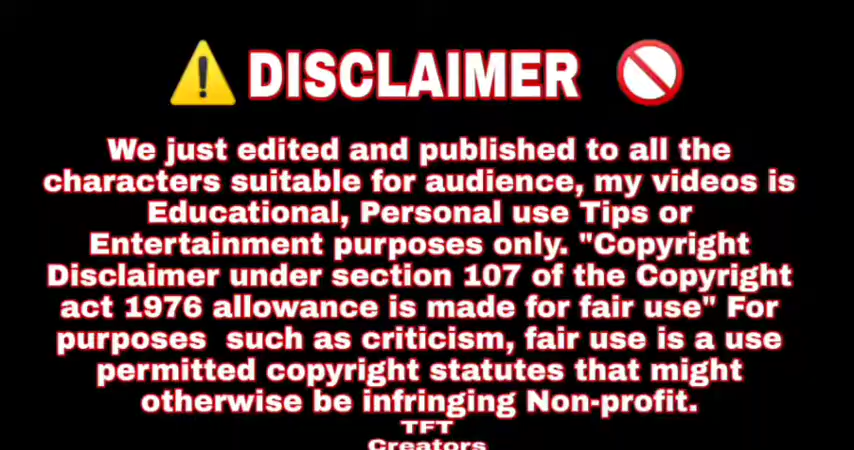 ⚠️ DISCLAIMER 🚫
We just edited and published to all the
characters suitable for audience, my videos is
Educational, Personal use Tips or
Entertainment purposes only. "Copyright
Disclaimer under section 107 of the Copyright
act 1976 allowance is made for fair use" For
purposes such as criticism, fair use is a use
permitted copyright statutes that might
otherwise be infringing Non-profit.
TFT
Creators